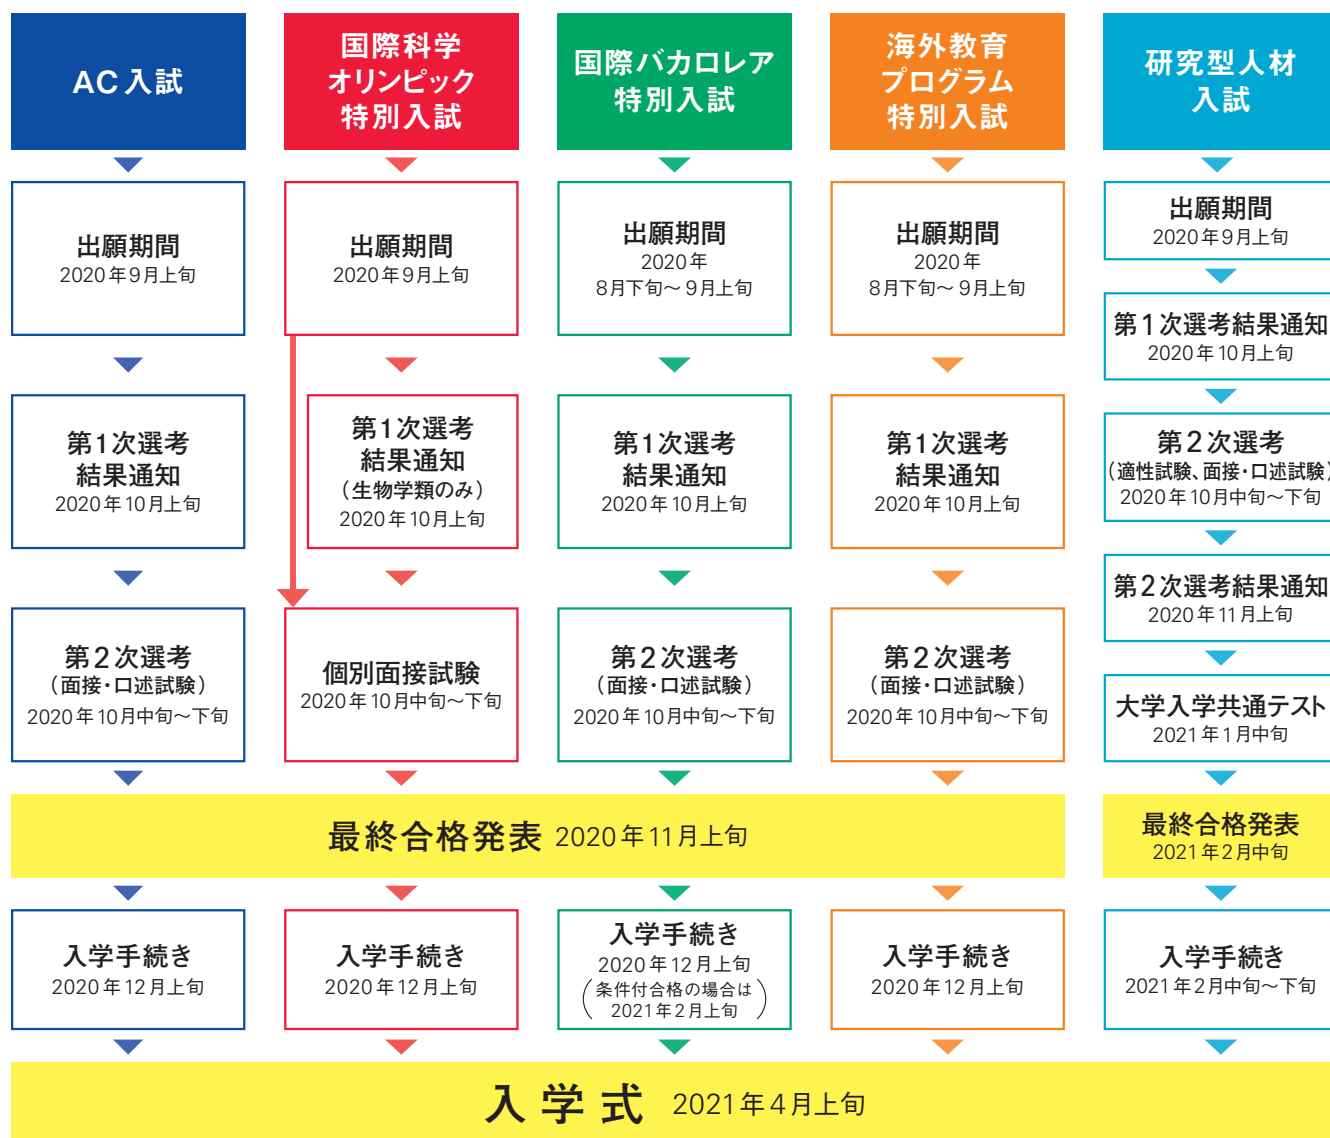 AC入試
国際科学
オリンピック
特別入試
国際バカロレア
特別入試
海外教育
プログラム
特別入試
研究型人材
入試
出願期間
2020年9月上旬
出願期間
2020年9月上旬
出願期間
2020年
8月下旬～9月上旬
出願期間
2020年
8月下旬～9月上旬
出願期間
2020年9月上旬
第1次選考結果通知
2020年10月上旬
第1次選考
結果通知
2020年10月上旬
第1次選考
結果通知
（生物学類のみ）
2020年10月上旬
第1次選考
結果通知
2020年10月上旬
第1次選考
結果通知
2020年10月上旬
第2次選考
（適性試験、面接・口述試験）
2020年10月中旬～下旬
第2次選考結果通知
2020年11月上旬
第2次選考
（面接・口述試験）
2020年10月中旬～下旬
個別面接試験
2020年10月中旬～下旬
第2次選考
（面接・口述試験）
2020年10月中旬～下旬
第2次選考
（面接・口述試験）
2020年10月中旬～下旬
大学入学共通テスト
2021年1月中旬
最終合格発表 2020年11月上旬
最終合格発表
2021年2月中旬
入学手続き
2020年12月上旬
入学手続き
2020年12月上旬
入学手続き
2020年12月上旬
（条件付合格の場合は
2021年2月上旬）
入学手続き
2020年12月上旬
入学手続き
2021年2月中旬～下旬
入学式 2021年4月上旬